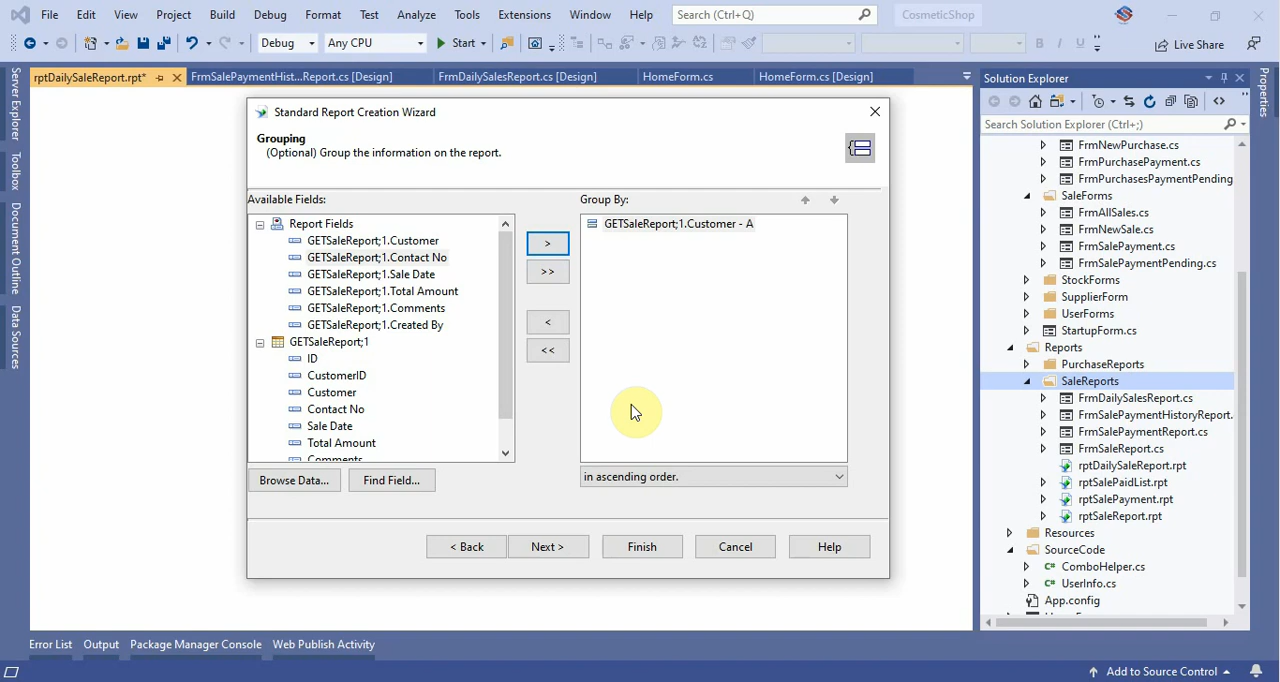 File Edit View Project Build Debug Format Test Analyze Tools Extensions Window Help Search (Ctrl+Q) CosmeticShop
Debug Any CPU Start Live Share
rptDailySaleReport.rpt* FrmSalePaymentHist...Report.cs [Design] FrmDailySalesReport.cs [Design] HomeForm.cs HomeForm.cs [Design]
Server Explorer
Toolbox
Document Outline
Data Sources
Standard Report Creation Wizard
Grouping
(Optional) Group the information on the report.
Available Fields:
Report Fields
GETSaleReport;1.Customer
GETSaleReport;1.Contact No
GETSaleReport;1.Sale Date
GETSaleReport;1.Total Amount
GETSaleReport;1.Comments
GETSaleReport;1.Created By
GETSaleReport;1
ID
CustomerID
Customer
Contact No
Sale Date
Total Amount
Comments
Browse Data... Find Field...
>
>>
<
<<
Group By:
GETSaleReport;1.Customer - A
in ascending order.
< Back Next > Finish Cancel Help
Solution Explorer
Search Solution Explorer (Ctrl+;)
FrmNewPurchase.cs
FrmPurchasePayment.cs
FrmPurchasesPaymentPending
SaleForms
FrmAllSales.cs
FrmNewSale.cs
FrmSalePayment.cs
FrmSalePaymentPending.cs
StockForms
SupplierForm
UserForms
StartupForm.cs
Reports
PurchaseReports
SaleReports
FrmDailySalesReport.cs
FrmSalePaymentHistoryReport.
FrmSalePaymentReport.cs
FrmSaleReport.cs
rptDailySaleReport.rpt
rptSalePaidList.rpt
rptSalePayment.rpt
rptSaleReport.rpt
Resources
SourceCode
ComboHelper.cs
UserInfo.cs
App.config
Properties
Error List Output Package Manager Console Web Publish Activity
Add to Source Control